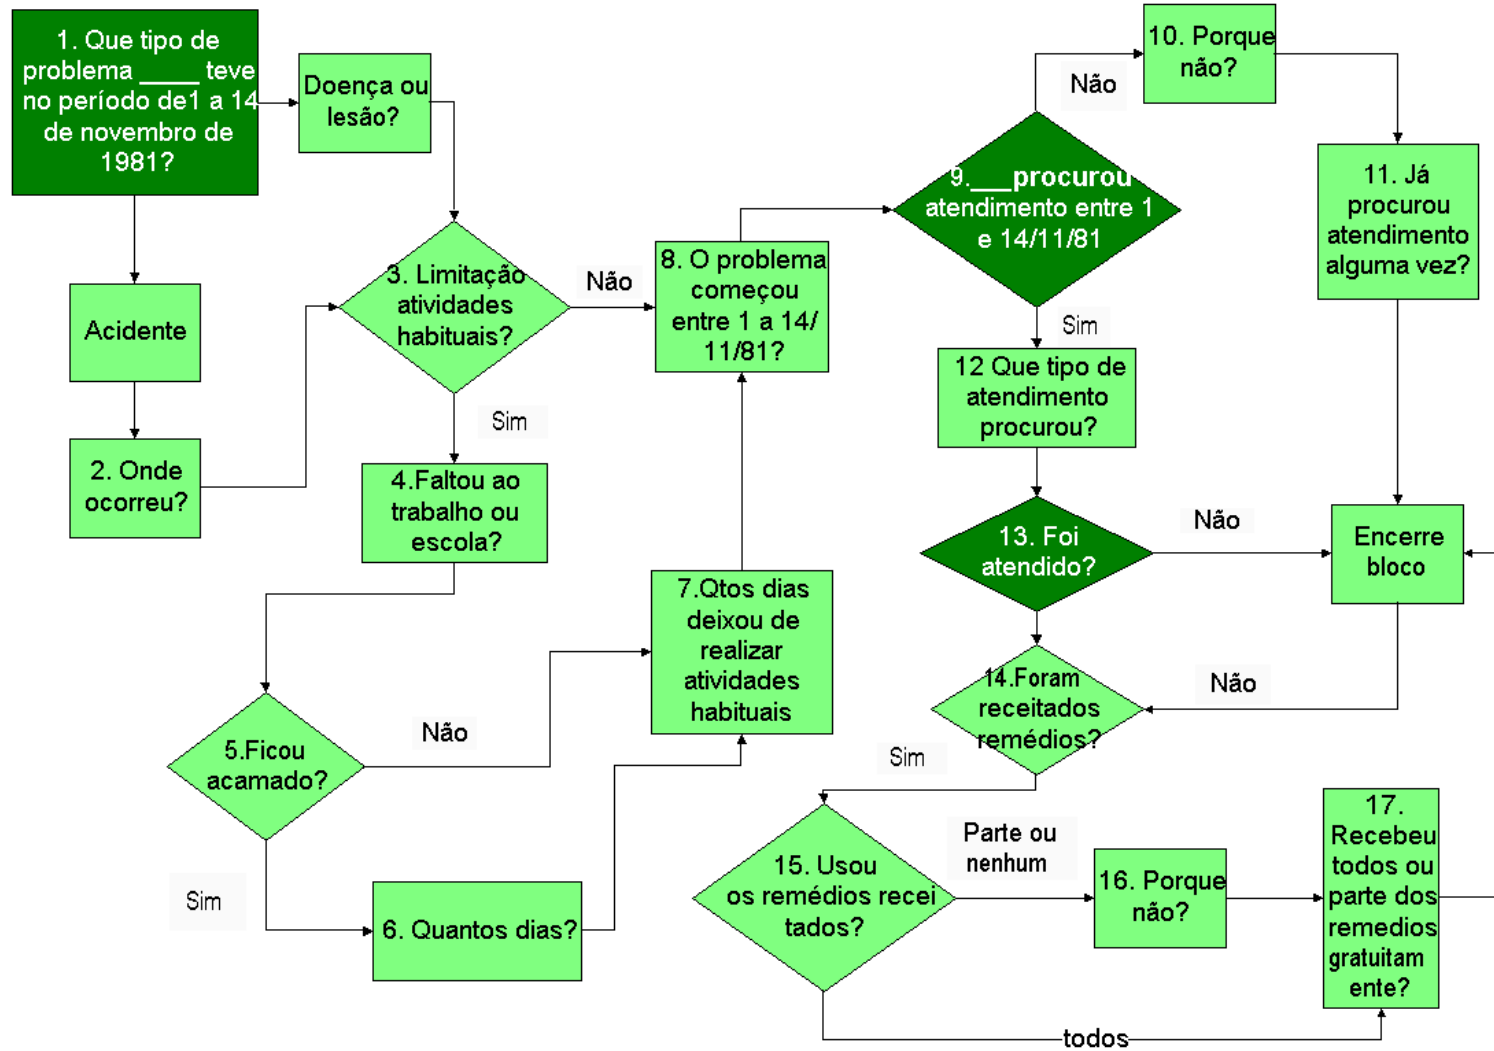 1. Que tipo de
problema ____ teve
no período de1 a 14
de novembro de
1981?
Doença ou
lesão?
Acidente
2. Onde
ocorreu?
3. Limitação
atividades
habituais?
Não
Sim
4.Faltou ao
trabalho ou
escola?
5.Ficou
acamado?
Não
Sim
6. Quantos dias?
7.Qtos dias
deixou de
realizar
atividades
habituais
8. O problema
começou
entre 1 a 14/
11/81?
9.___procurou
atendimento entre 1
e 14/11/81
Não
10. Porque
não?
11. Já
procurou
atendimento
alguma vez?
Sim
12 Que tipo de
atendimento
procurou?
13. Foi
atendido?
Não
Encerre
bloco
14.Foram
receitados
remédios?
Não
Sim
15. Usou
os remédios recei
tados?
Parte ou
nenhum
16. Porque
não?
17.
Recebeu
todos ou
parte dos
remedios
gratuitam
ente?
todos